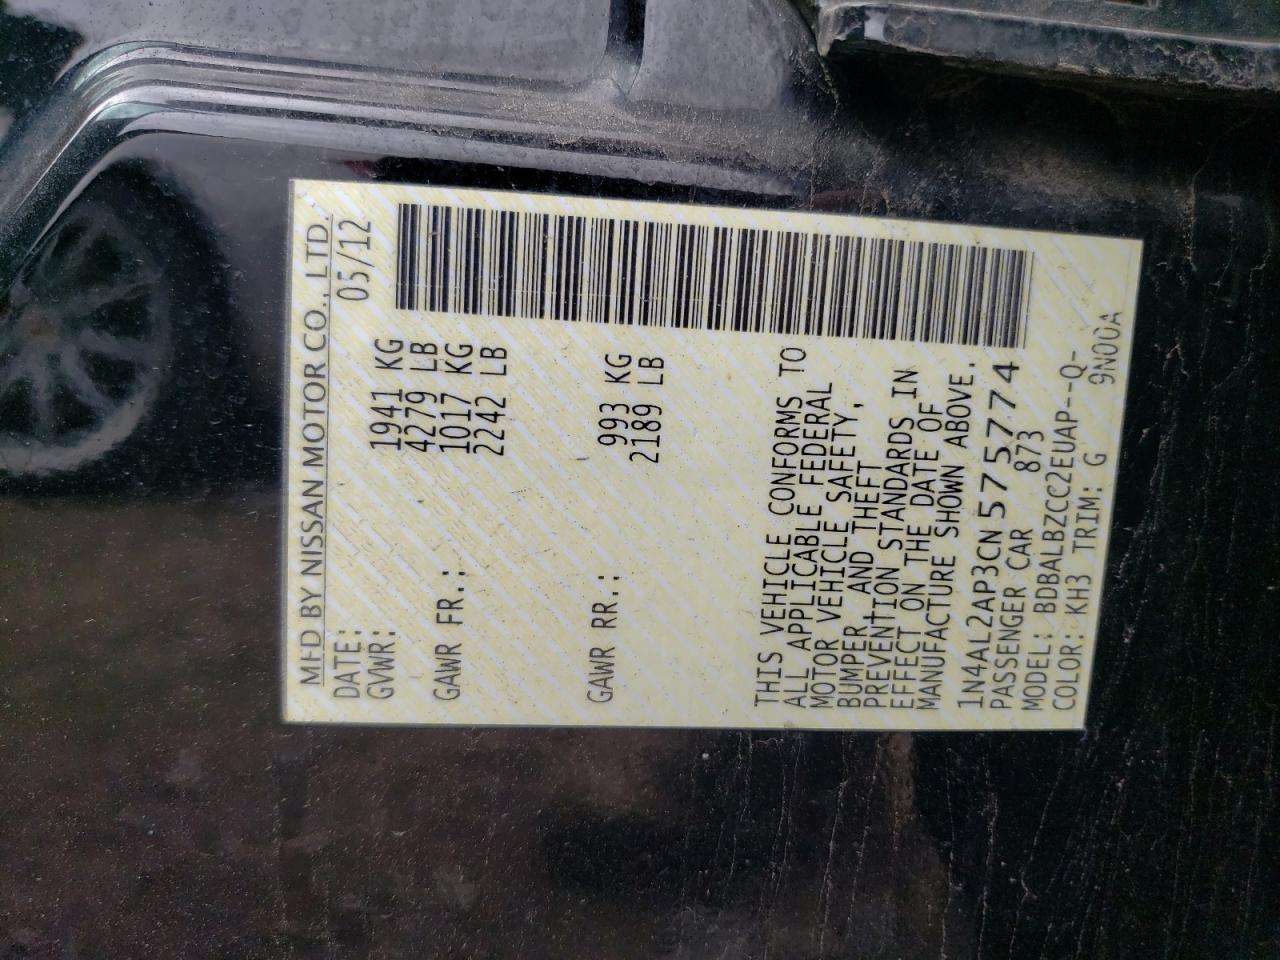 MFD BY NISSAN MOTOR CO., LTD.
DATE: 05/12
GVWR: 1941 KG
4279 LB
GAWR FR.: 1017 KG
2242 LB
GAWR RR.: 993 KG
2189 LB
THIS VEHICLE CONFORMS TO
ALL APPLICABLE FEDERAL
MOTOR VEHICLE SAFETY,
BUMPER, AND THEFT
PREVENTION STANDARDS IN
EFFECT ON THE DATE OF
MANUFACTURE SHOWN ABOVE.
1N4AL2AP3CN575774
PASSENGER CAR 873
MODEL: BDBALBZCC2EUAP--Q-
COLOR: KH3 TRIM: G 9N00A